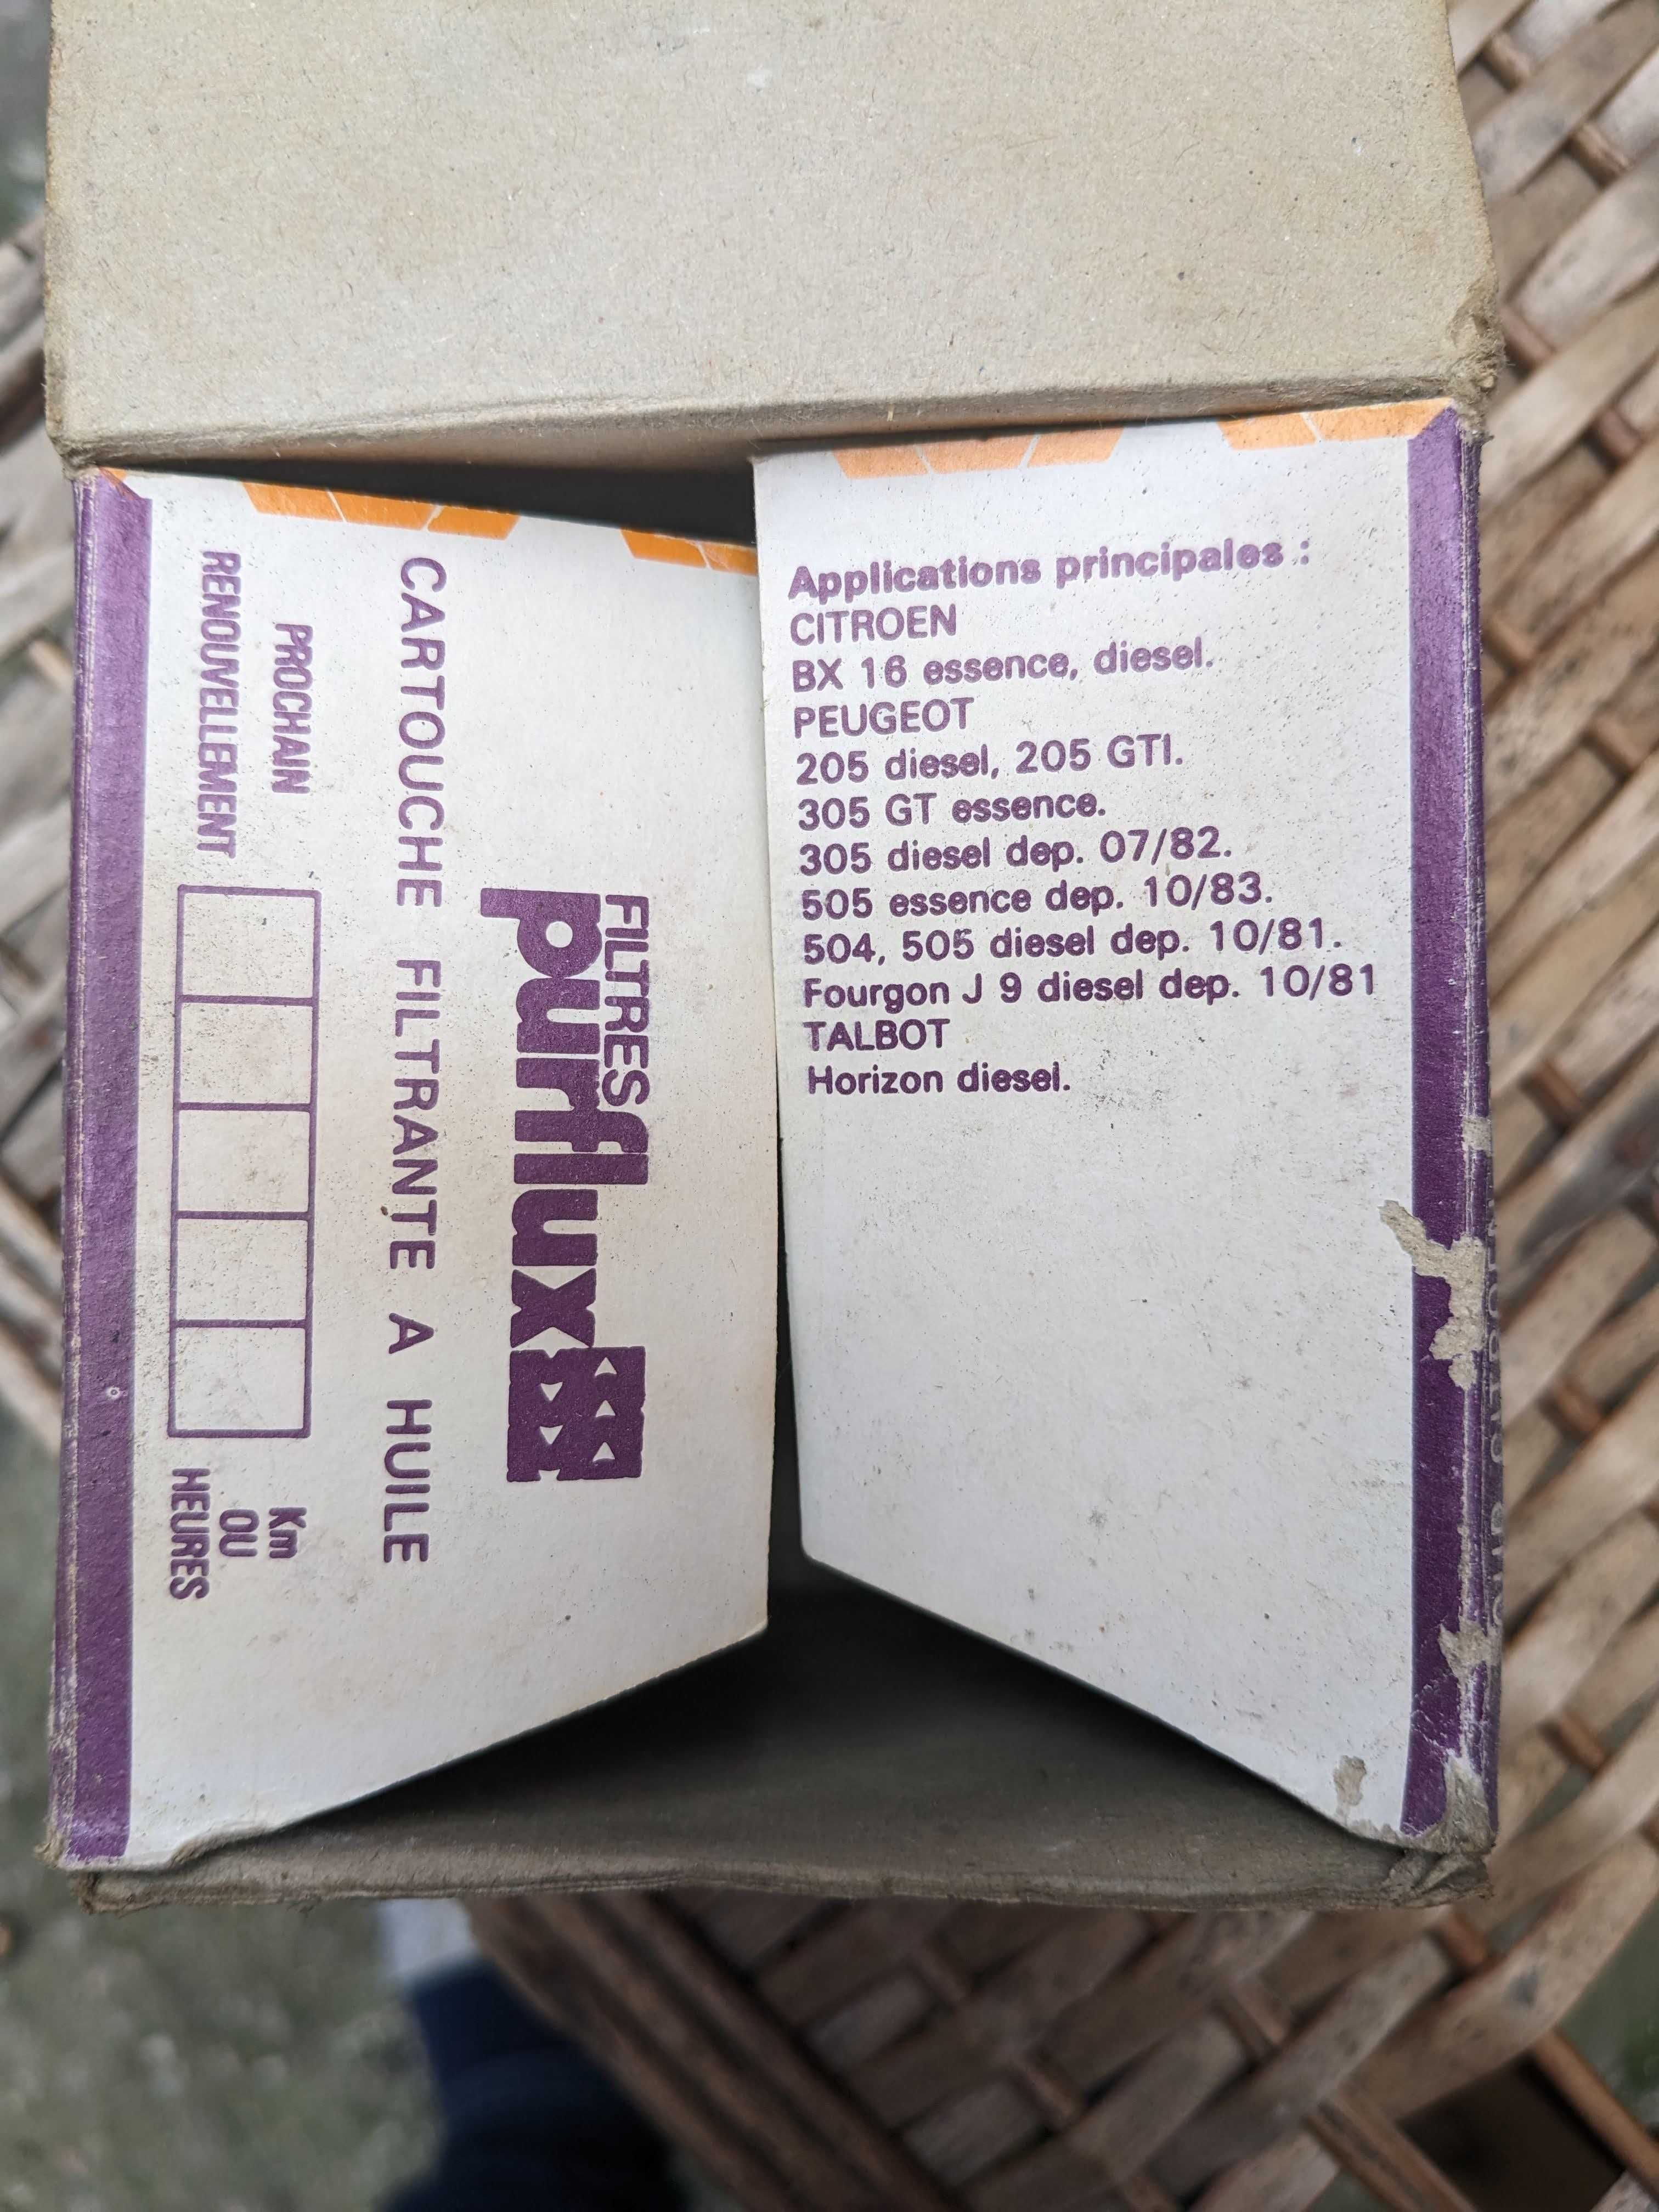 FILTRES
purflux
CARTOUCHE FILTRANTE A HUILE
PROCHAIN
RENOUVELLEMENT
Km
OU
HEURES
Applications principales :
CITROEN
BX 16 essence, diesel.
PEUGEOT
205 diesel, 205 GTI.
305 GT essence.
305 diesel dep. 07/82.
505 essence dep. 10/83.
504, 505 diesel dep. 10/81.
Fourgon J 9 diesel dep. 10/81
TALBOT
Horizon diesel.